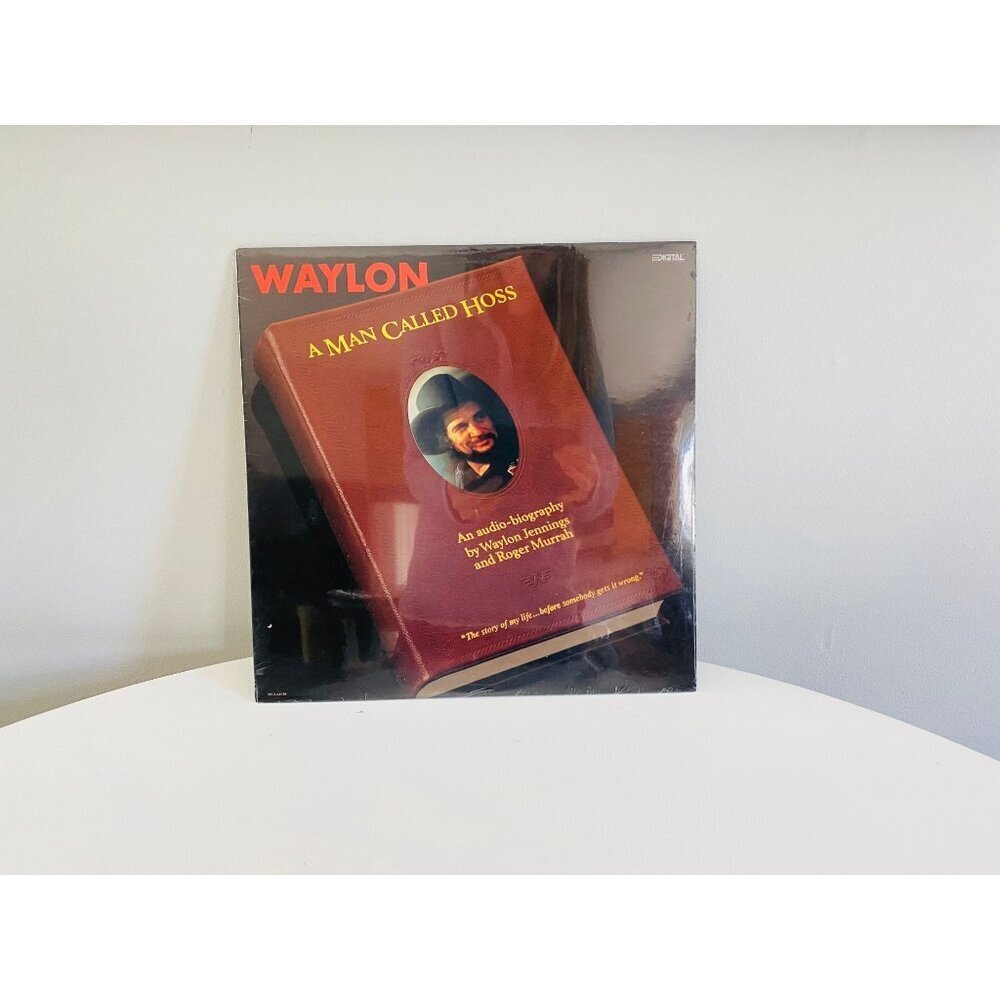 WAYLON
DIGITAL
A MAN CALLED HOSS
An audio-biography
by Waylon Jennings
and Roger Murrah
"The story of my life...before somebody gets it wrong."